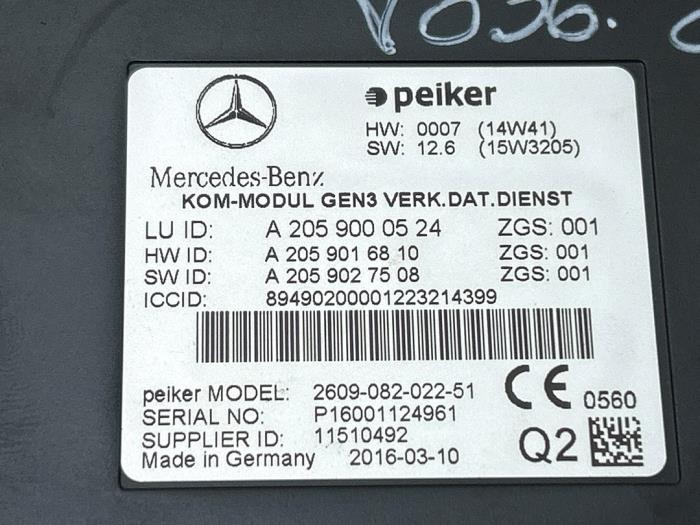 V036.
peiker
HW: 0007 (14W41)
SW: 12.6 (15W3205)
Mercedes-Benz
KOM-MODUL GEN3 VERK.DAT.DIENST
LU ID: A 205 900 05 24 ZGS: 001
HW ID: A 205 901 68 10 ZGS: 001
SW ID: A 205 902 75 08 ZGS: 001
ICCID: 89490200001223214399
peiker MODEL: 2609-082-022-51
SERIAL NO: P16001124961
SUPPLIER ID: 11510492
Made in Germany 2016-03-10
CE 0560
Q2